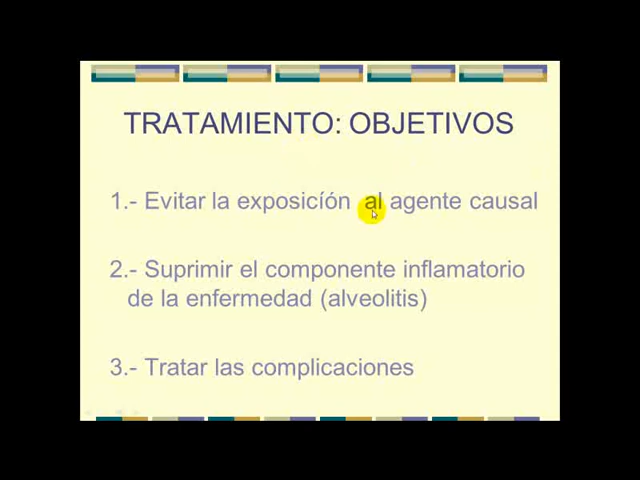 TRATAMIENTO: OBJETIVOS
1.- Evitar la exposición al agente causal
2.- Suprimir el componente inflamatorio
de la enfermedad (alveolitis)
3.- Tratar las complicaciones